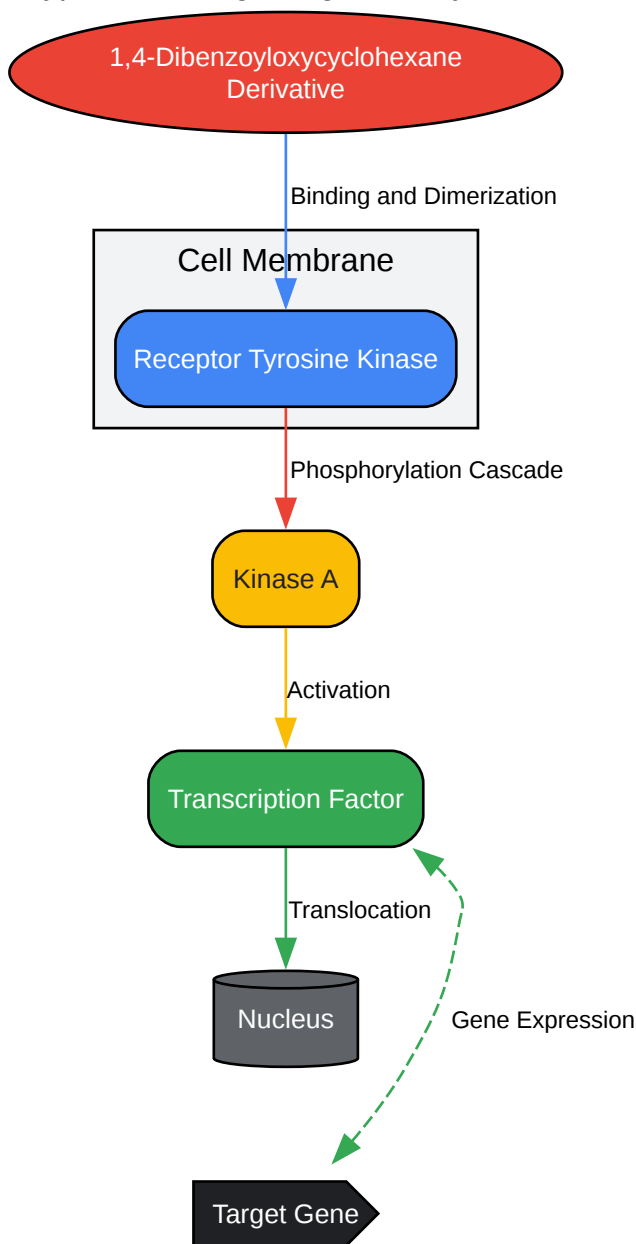 1,4-Dibenzoyloxycyclohexane
Derivative
Binding and Dimerization
Cell Membrane
Receptor Tyrosine Kinase
Phosphorylation Cascade
Kinase A
Activation
Transcription Factor
Translocation
Nucleus
Gene Expression
Target Gene